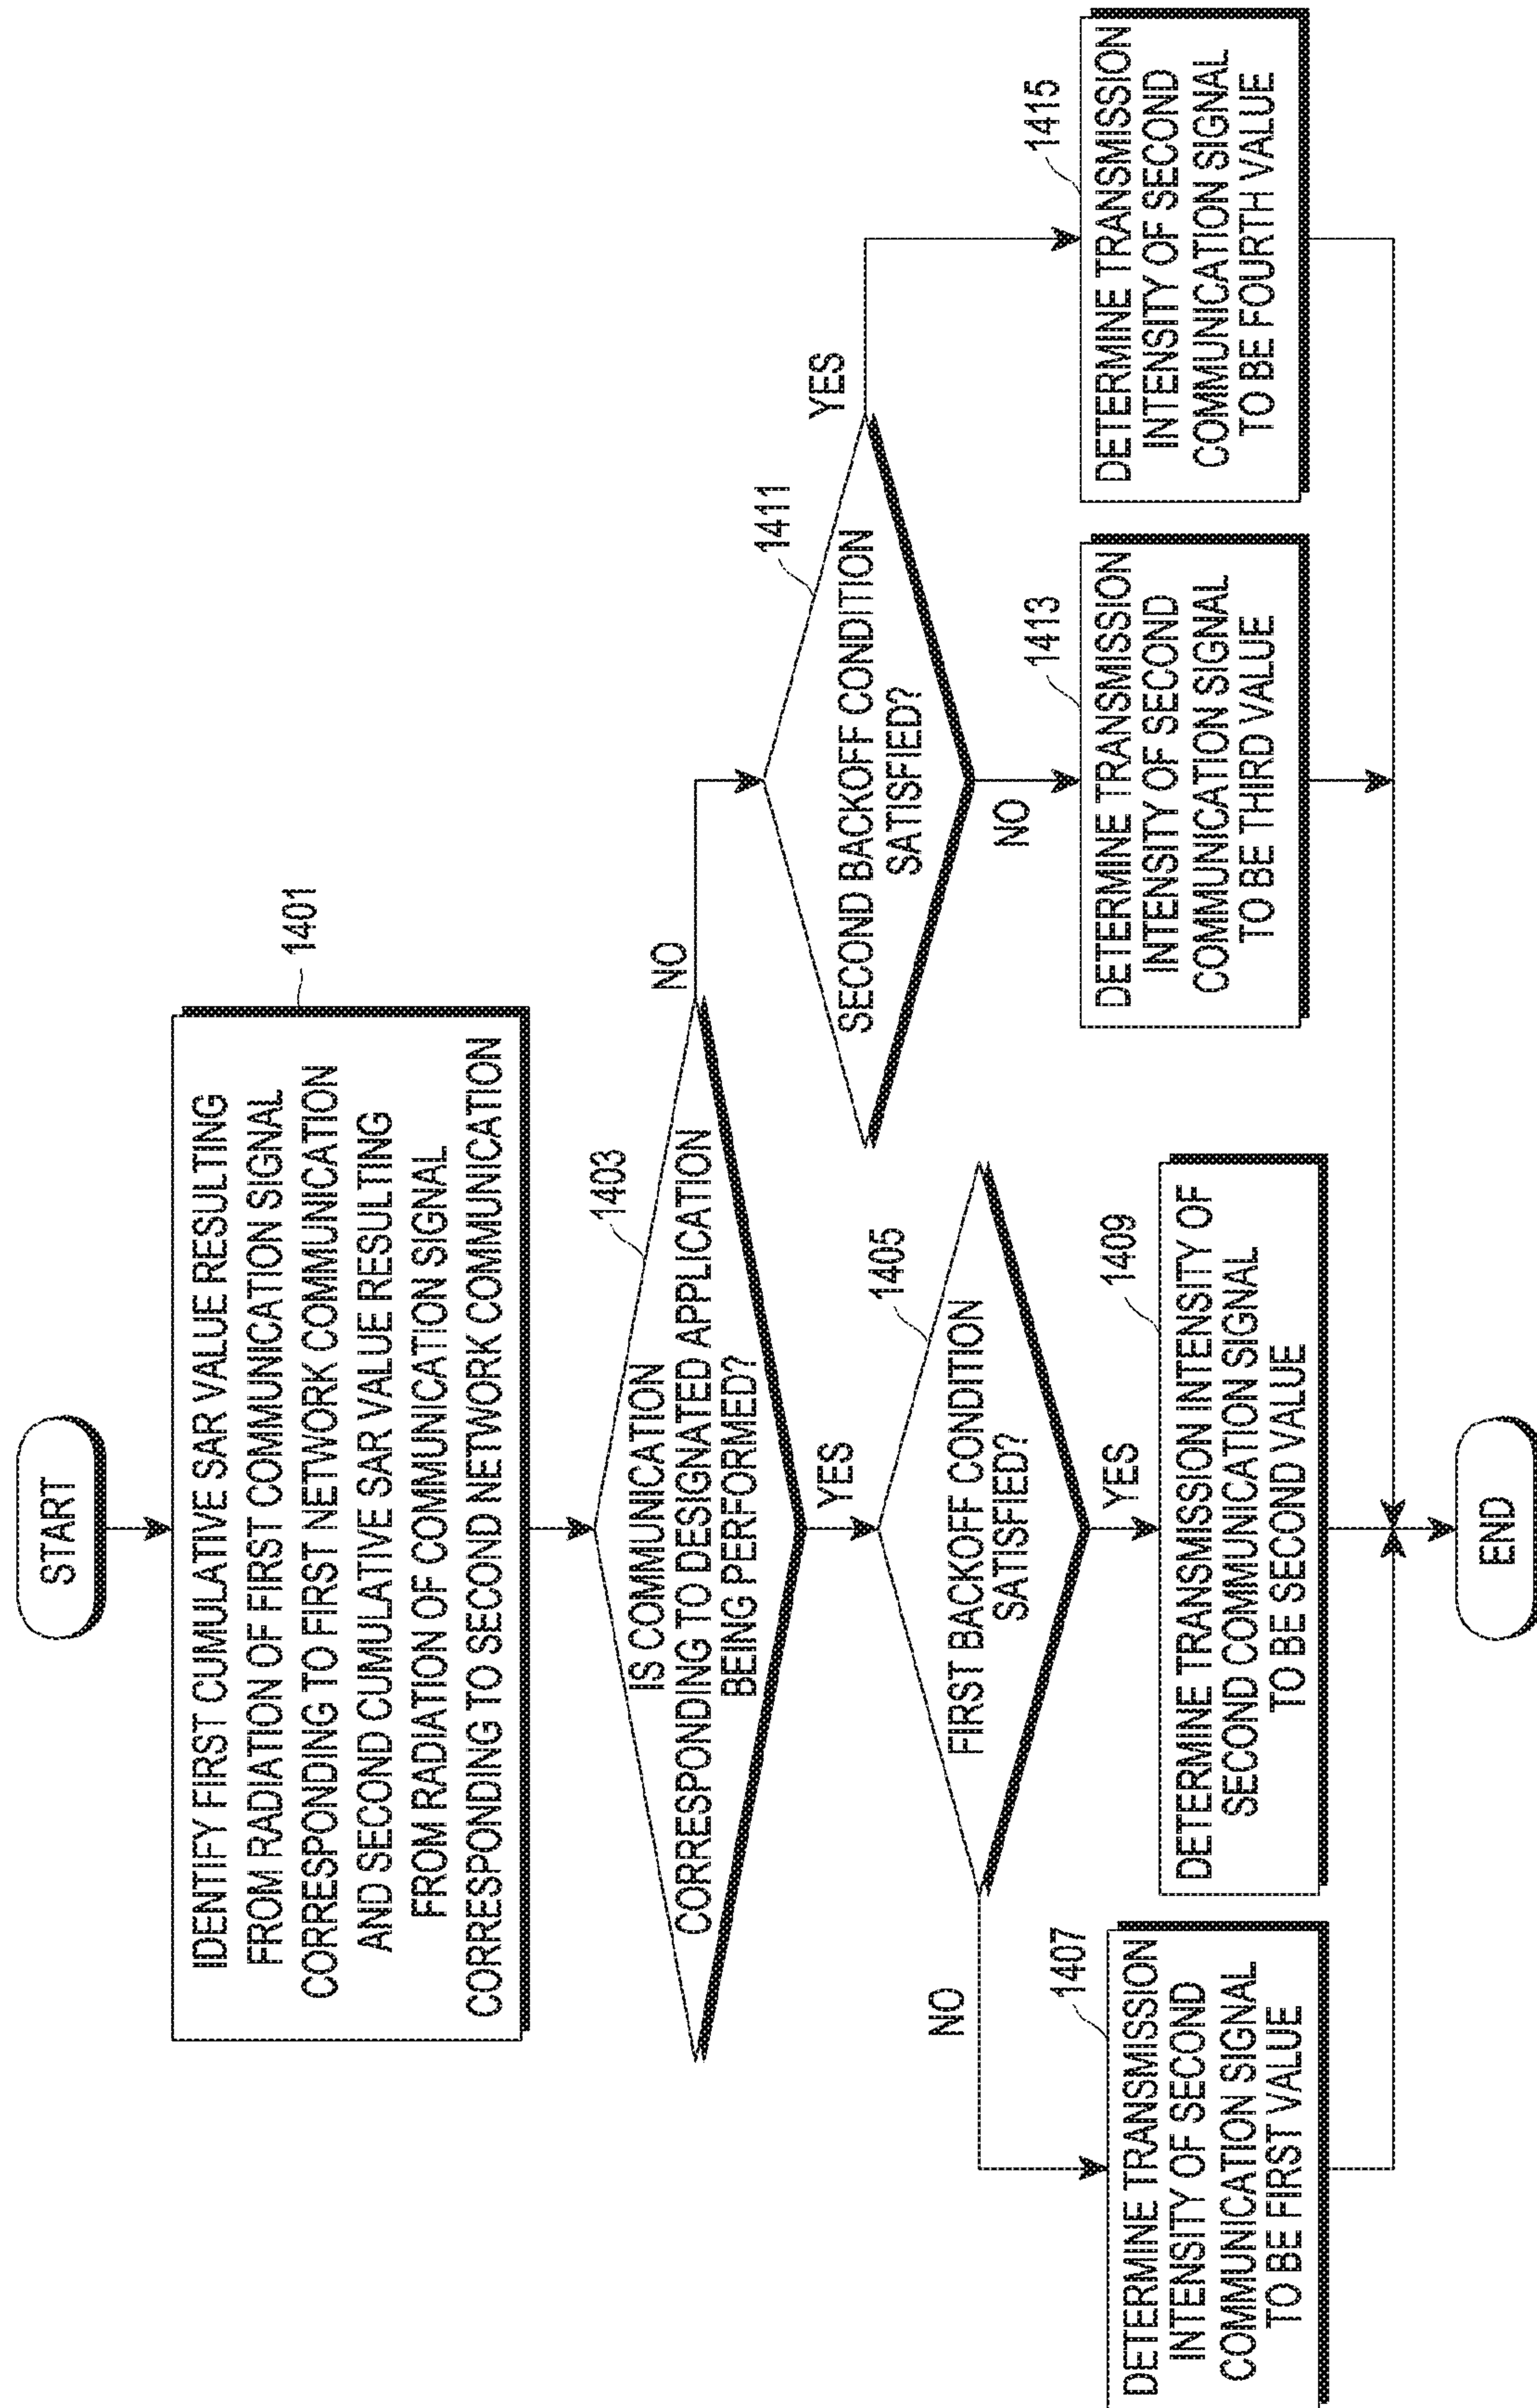 START
IDENTIFY FIRST CUMULATIVE SAR VALUE RESULTING
FROM RADIATION OF FIRST COMMUNICATION SIGNAL
CORRESPONDING TO FIRST NETWORK COMMUNICATION
AND SECOND CUMULATIVE SAR VALUE RESULTING
FROM RADIATION OF COMMUNICATION SIGNAL
CORRESPONDING TO SECOND NETWORK COMMUNICATION
1401
IS COMMUNICATION
CORRESPONDING TO DESIGNATED APPLICATION
BEING PERFORMED?
1403
NO
YES
FIRST BACKOFF CONDITION
SATISFIED?
1405
NO
YES
DETERMINE TRANSMISSION
INTENSITY OF SECOND
COMMUNICATION SIGNAL
TO BE FIRST VALUE
1407
DETERMINE TRANSMISSION INTENSITY OF
SECOND COMMUNICATION SIGNAL
TO BE SECOND VALUE
1409
SECOND BACKOFF CONDITION
SATISFIED?
1411
YES
NO
DETERMINE TRANSMISSION
INTENSITY OF SECOND
COMMUNICATION SIGNAL
TO BE THIRD VALUE
1413
DETERMINE TRANSMISSION
INTENSITY OF SECOND
COMMUNICATION SIGNAL
TO BE FOURTH VALUE
1415
END